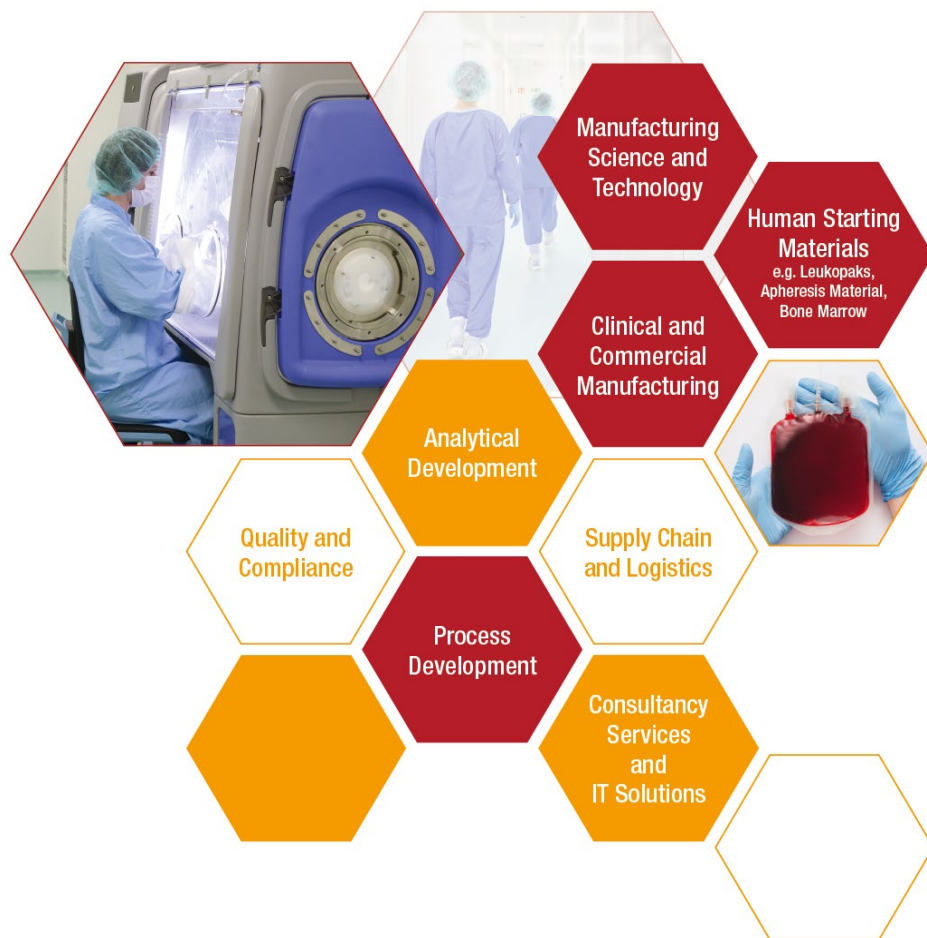 Manufacturing
Science and
Technology
Human Starting
Materials
e.g. Leukopaks,
Apheresis Material,
Bone Marrow
Clinical and
Commercial
Manufacturing
Analytical
Development
Quality and
Compliance
Supply Chain
and Logistics
Process
Development
Consultancy
Services
and
IT Solutions